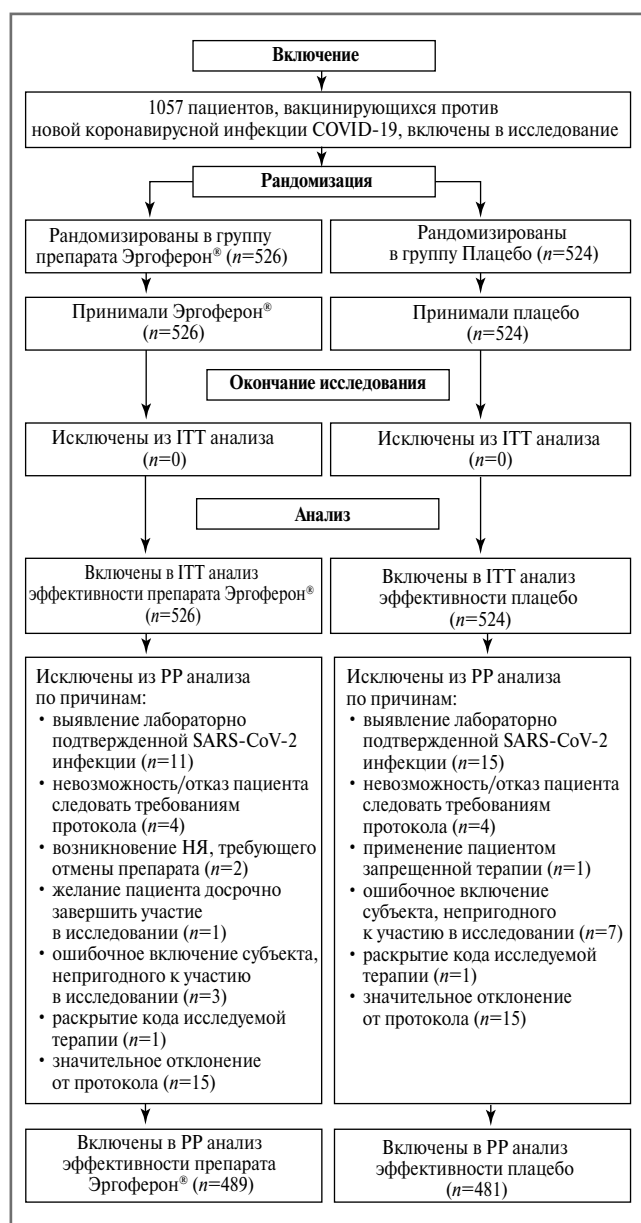 Включение
1057 пациентов, вакцинирующихся против
новой коронавирусной инфекции COVID-19, включены в исследование
Рандомизация
Рандомизированы в группу
препарата Эргоферон® (n=526)
Рандомизированы
в группу Плацебо (n=524)
Принимали Эргоферон®
(n=526)
Принимали плацебо
(n=524)
Окончание исследования
Исключены из ITT анализа
(n=0)
Исключены из ITT анализа
(n=0)
Анализ
Включены в ITT анализ
эффективности препарата Эргоферон®
(n=526)
Включены в ITT анализ
эффективности плацебо
(n=524)
Исключены из PP анализа
по причинам:
• выявление лабораторно
подтвержденной SARS-CoV-2
инфекции (n=11)
• невозможность/отказ пациента
следовать требованиям
протокола (n=4)
• возникновение НЯ, требующего
отмены препарата (n=2)
• желание пациента досрочно
завершить участие
в исследовании (n=1)
• ошибочное включение субъекта,
непригодного к участию
в исследовании (n=3)
• раскрытие кода исследуемой
терапии (n=1)
• значительное отклонение
от протокола (n=15)
Исключены из PP анализа
по причинам:
• выявление лабораторно
подтвержденной SARS-CoV-2
инфекции (n=15)
• невозможность/отказ пациента
следовать требованиям
протокола (n=4)
• применение пациентом
запрещенной терапии (n=1)
• ошибочное включение
субъекта, непригодного
к участию в исследовании (n=7)
• раскрытие кода исследуемой
терапии (n=1)
• значительное отклонение
от протокола (n=15)
Включены в PP анализ
эффективности препарата
Эргоферон® (n=489)
Включены в PP анализ
эффективности плацебо
(n=481)